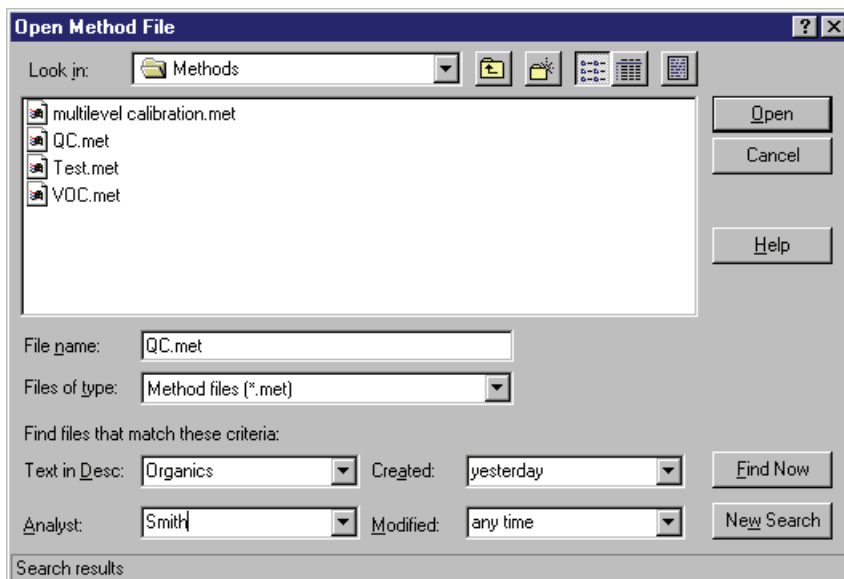 Open Method File
Look in: Methods
multilevel calibration.met
QC.met
Test.met
VOC.met
Open
Cancel
Help
File name: QC.met
Files of type: Method files (*.met)
Find files that match these criteria:
Text in Desc: Organics Created: yesterday Find Now
Analyst: Smith Modified: any time New Search
Search results